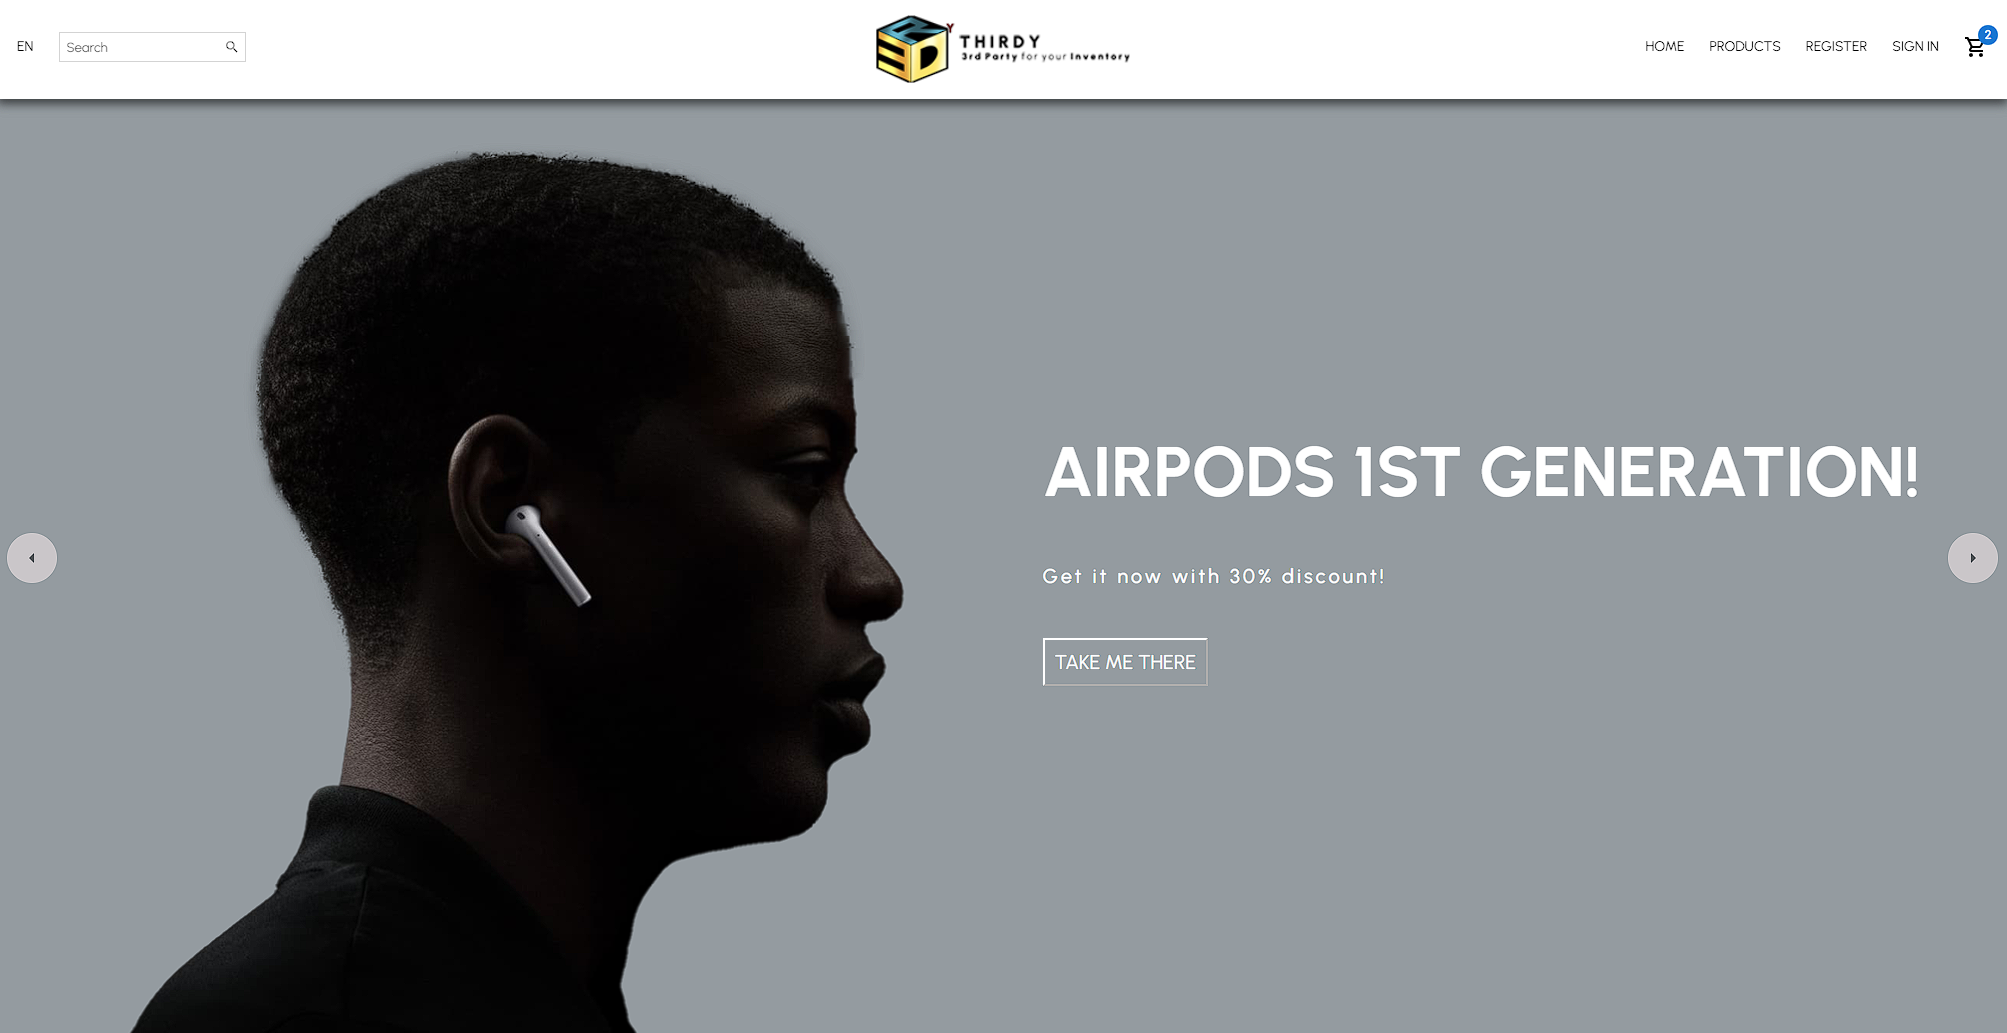 EN
Search
THIRDY
3rd Party for your Inventory
HOME
PRODUCTS
REGISTER
SIGN IN
2
AIRPODS 1ST GENERATION!
Get it now with 30% discount!
TAKE ME THERE